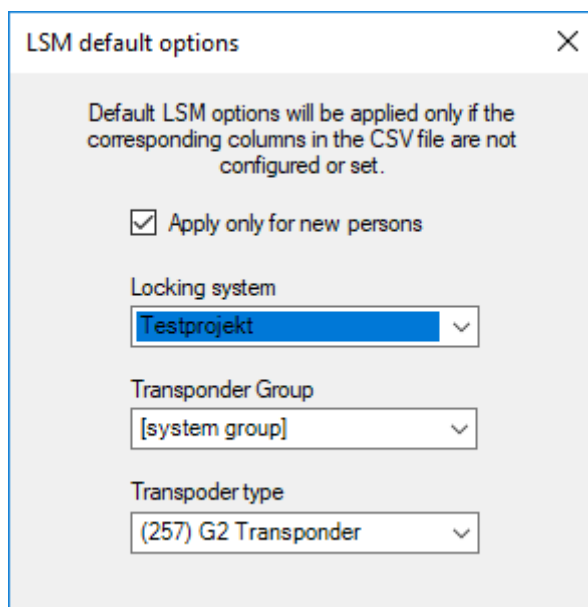 LSM default options
Default LSM options will be applied only if the
corresponding columns in the CSV file are not
configured or set.
Apply only for new persons
Locking system
Testprojekt
Transponder Group
[system group]
Transpoder type
(257) G2 Transponder